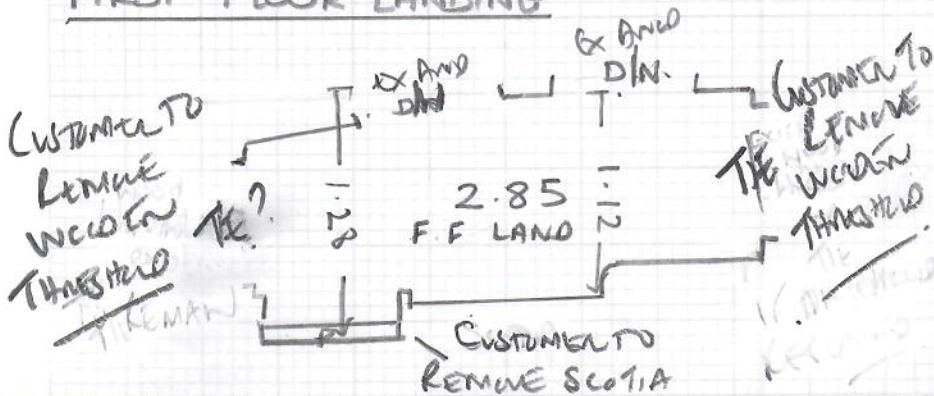 FIRST FLOOR LANDING
EX AND
EX AND
D/N.
CUSTOMER TO
REMOVE
WOODEN
THRESHOLD
TIE?
1.28
2.85
F.F LAND
1.12
CUSTOMER TO
REMOVE
WOODEN
THRESHOLD
CUSTOMER TO
REMOVE SCOTIA